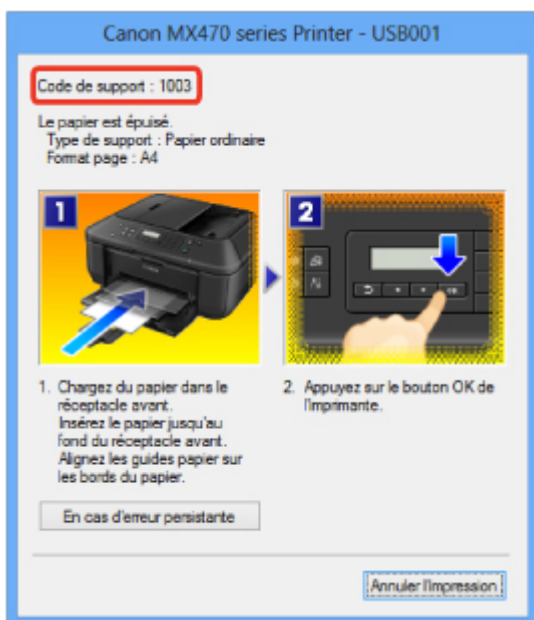 Canon MX470 series Printer - USB001
Code de support : 1003
Le papier est épuisé.
Type de support : Papier ordinaire
Format page : A4
1
2
1. Chargez du papier dans le
réceptacle avant.
Insérez le papier jusqu'au
fond du réceptacle avant.
Alignez les guides papier sur
les bords du papier.
2. Appuyez sur le bouton OK de
l'imprimante.
En cas d'erreur persistante
Annuler l'impression